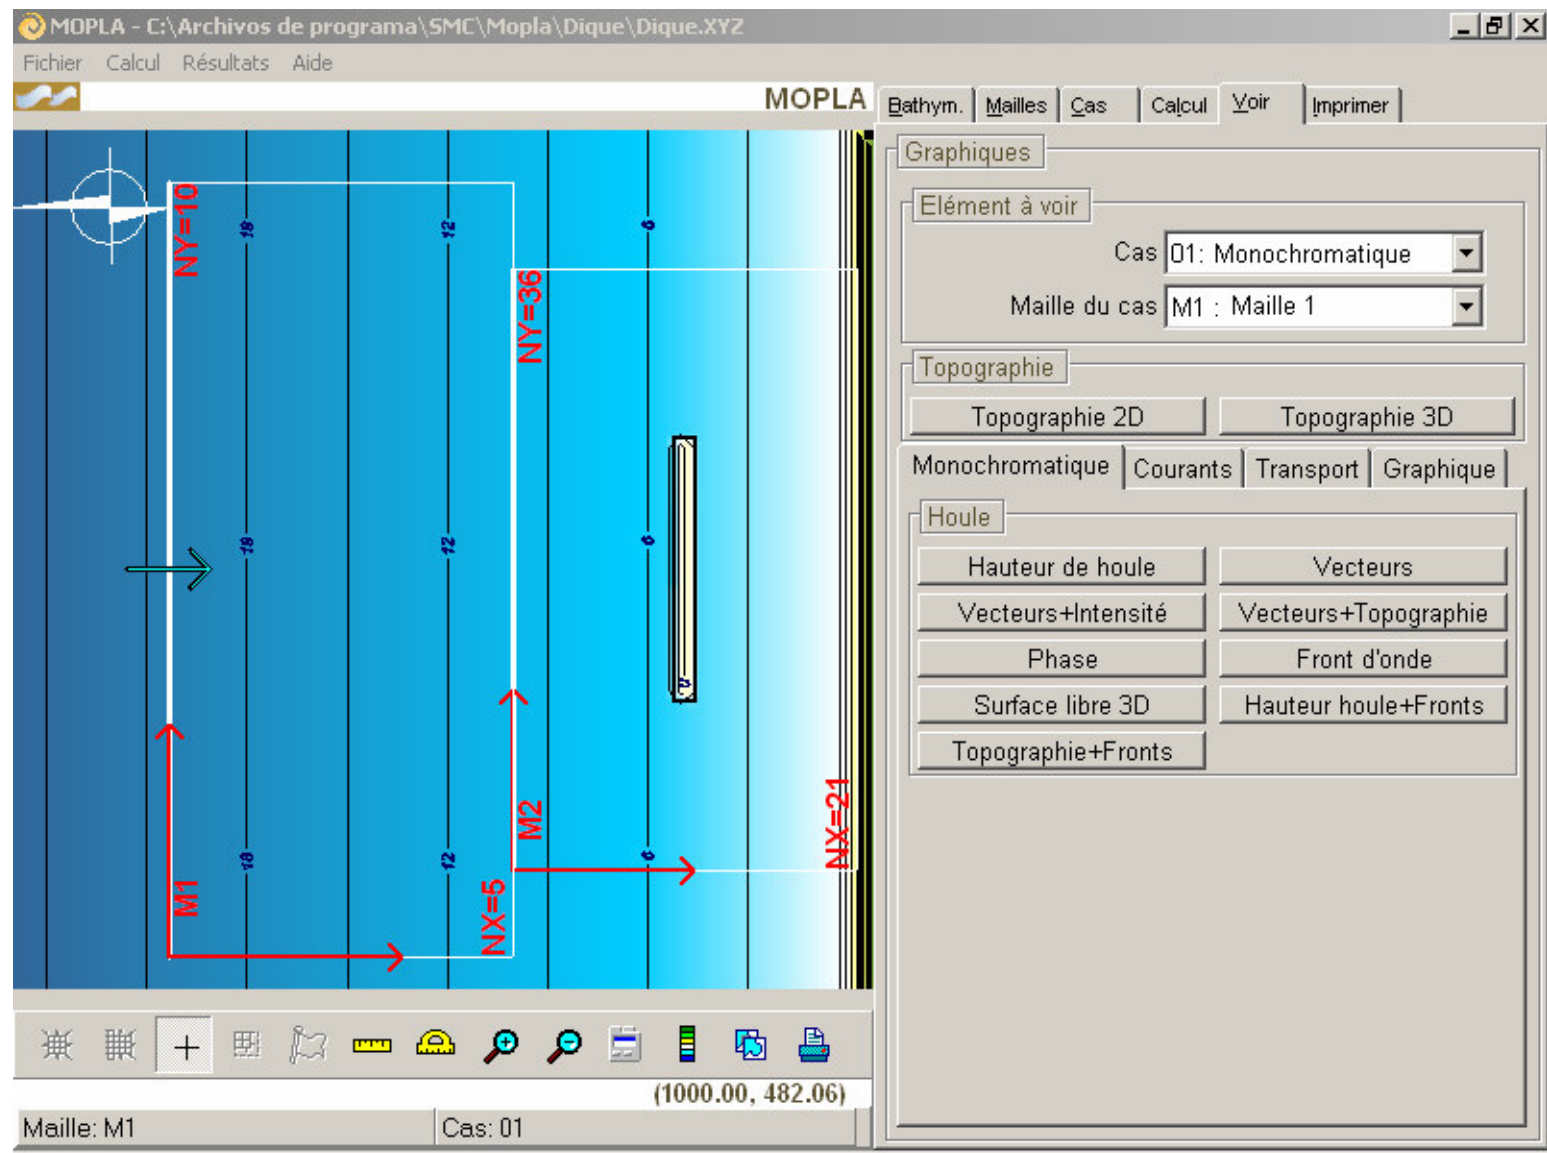 MOPLA - C:\Archivos de programa\SMC\Mopla\Dique\Dique.XYZ
Fichier Calcul Résultats Aide
MOPLA
Bathym. Mailles Cas Calcul Voir Imprimer
Graphiques
Elément à voir
Cas 01: Monochromatique
Maille du cas M1 : Maille 1
Topographie
Topographie 2D Topographie 3D
Monochromatique Courants Transport Graphique
Houle
Hauteur de houle Vecteurs
Vecteurs+Intensité Vecteurs+Topographie
Phase Front d'onde
Surface libre 3D Hauteur houle+Fronts
Topographie+Fronts
NY=10
18 12 6
NY=36
18 12 6
0
NX=21
M2
18 12 6
M1
NX=5
(1000.00, 482.06)
Maille: M1 Cas: 01